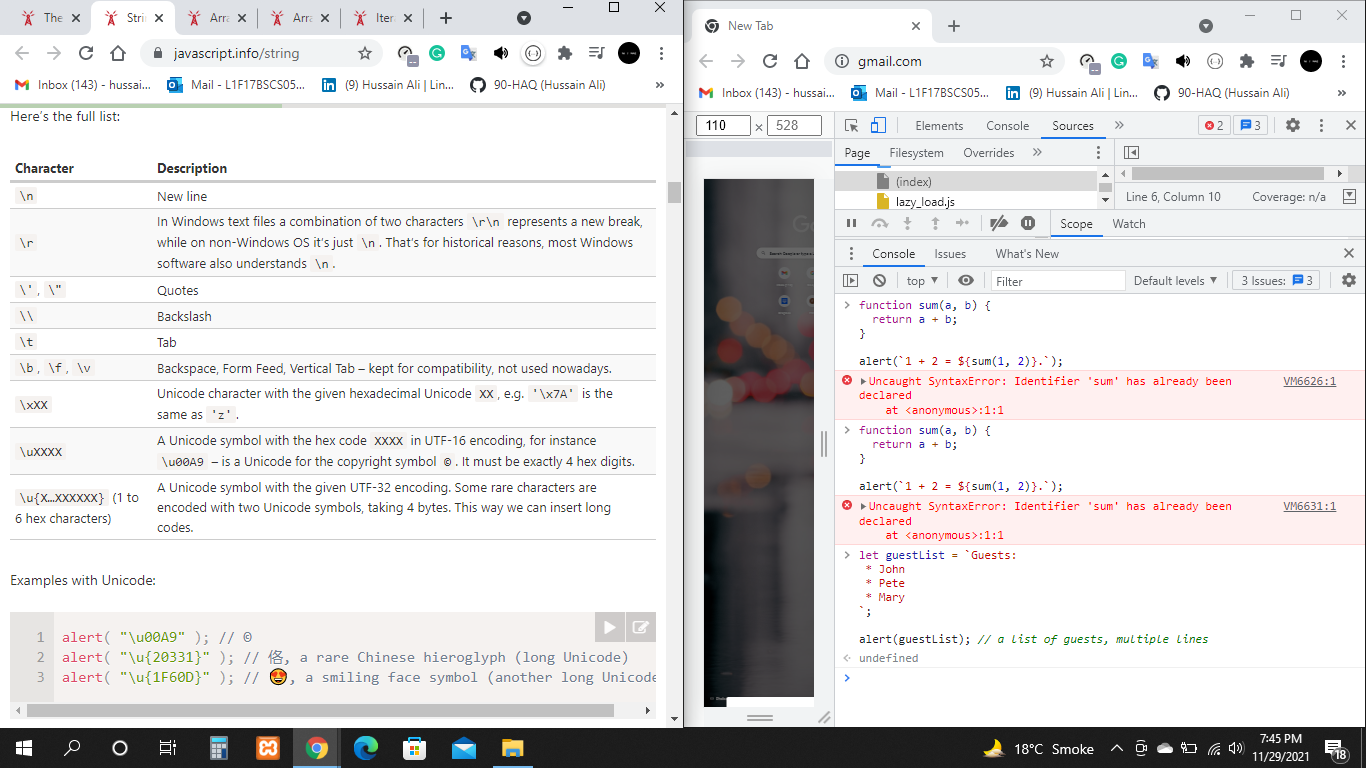 The
Stri
Arra
Arra
Iter
New Tab
javascript.info/string
gmail.com
Inbox (143) - hussai...
Mail - L1F17BSCS05...
(9) Hussain Ali | Lin...
90-HAQ (Hussain Ali)
»
Inbox (143) - hussai...
Mail - L1F17BSCS05...
(9) Hussain Ali | Lin...
90-HAQ (Hussain Ali)
»
Here's the full list:
Character Description
\n New line
\r In Windows text files a combination of two characters \r\n represents a new break,
while on non-Windows OS it's just \n. That's for historical reasons, most Windows
software also understands \n.
\', \" Quotes
\\ Backslash
\t Tab
\b, \f, \v Backspace, Form Feed, Vertical Tab – kept for compatibility, not used nowadays.
\xXX Unicode character with the given hexadecimal Unicode XX, e.g. '\x7A' is the
same as 'z'.
\uXXXX A Unicode symbol with the hex code XXXX in UTF-16 encoding, for instance
\u00A9 – is a Unicode for the copyright symbol ©. It must be exactly 4 hex digits.
\u{X…XXXXXX} (1 to
6 hex characters)
A Unicode symbol with the given UTF-32 encoding. Some rare characters are
encoded with two Unicode symbols, taking 4 bytes. This way we can insert long
codes.
Examples with Unicode:
1 alert( "\u00A9" ); // ©
2 alert( "\u{20331}" ); // 佫, a rare Chinese hieroglyph (long Unicode)
3 alert( "\u{1F60D}" ); // 😍, a smiling face symbol (another long Unicode
110 × 528
Elements Console Sources » 2 3
Page Filesystem Overrides »
(index)
lazy_load.js
Line 6, Column 10 Coverage: n/a
Scope Watch
Console Issues What's New
top ▼ Filter Default levels ▼ 3 Issues: 3
function sum(a, b) {
return a + b;
}
alert(`1 + 2 = ${sum(1, 2)}.`);
Uncaught SyntaxError: Identifier 'sum' has already been VM6626:1
declared
at <anonymous>:1:1
function sum(a, b) {
return a + b;
}
alert(`1 + 2 = ${sum(1, 2)}.`);
Uncaught SyntaxError: Identifier 'sum' has already been VM6631:1
declared
at <anonymous>:1:1
let guestList = `Guests:
* John
* Pete
* Mary
`;
alert(guestList); // a list of guests, multiple lines
undefined
18°C Smoke
7:45 PM
11/29/2021
18